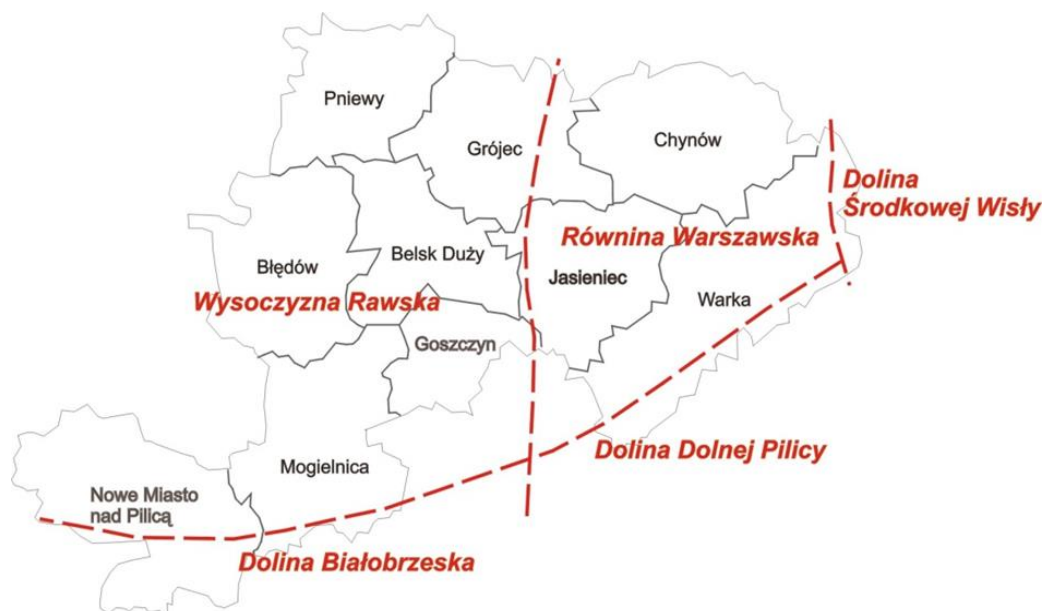 Pniewy
Grójec
Chynów
Dolina
Środkowej Wisły
Równina Warszawska
Belsk Duży
Błędów
Jasieniec
Wysoczyzna Rawska
Warka
Goszczyn
Dolina Dolnej Pilicy
Mogielnica
Nowe Miasto
nad Pilicą
Dolina Białobrzeska